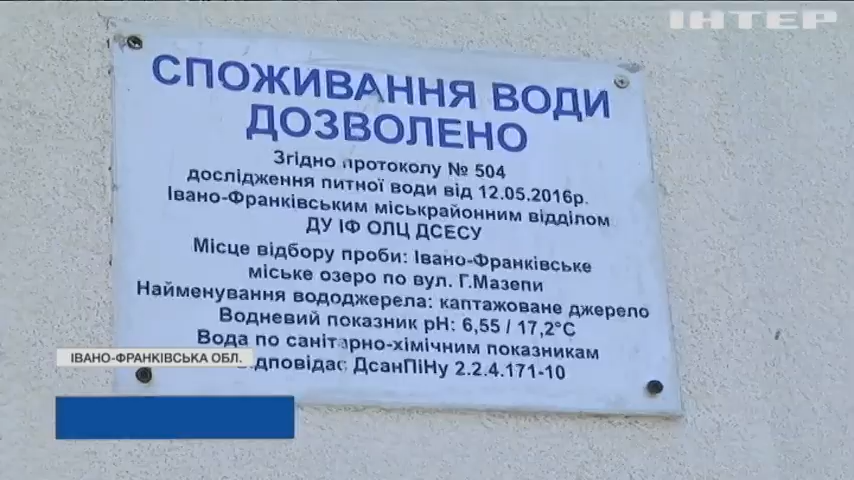 ІНТЕР
СПОЖИВАННЯ ВОДИ
ДОЗВОЛЕНО
Згідно протоколу № 504
дослідження питної води від 12.05.2016р.
Івано-Франківським міськрайонним відділом
ДУ ІФ ОЛЦ ДСЕСУ
Місце відбору проби: Івано-Франківське
міське озеро по вул. Г.Мазепи
Найменування вододжерела: каптажоване джерело
Водневий показник pH: 6,55 / 17,2°С
Вода по санітарно-хімічним показникам
відповідає ДсанПіНу 2.2.4.171-10
ІВАНО-ФРАНКІВСЬКА ОБЛ.